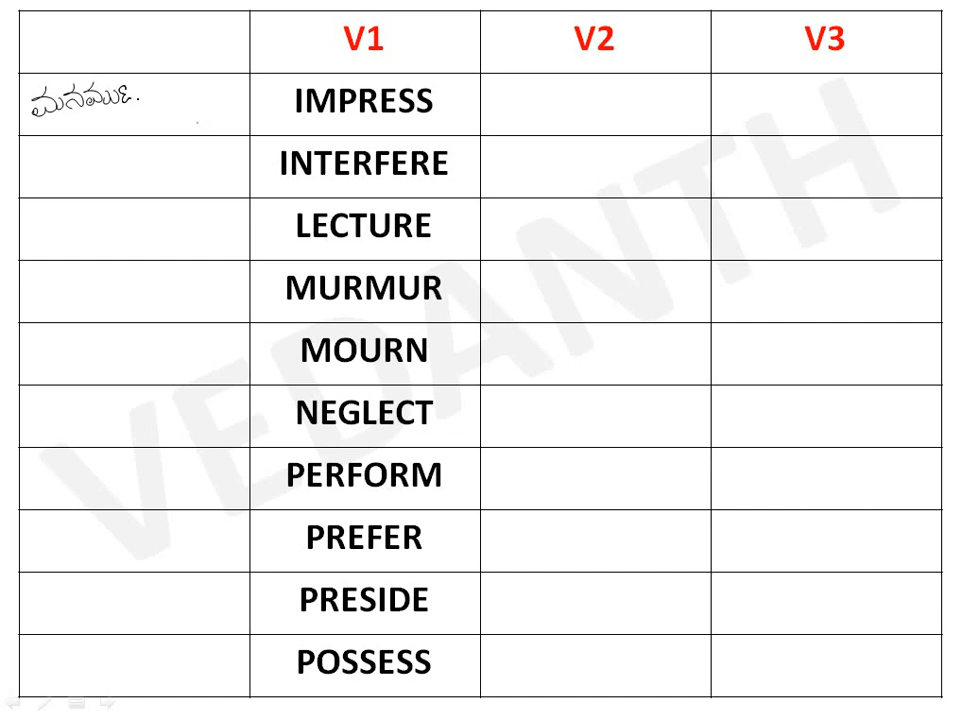 V1 V2 V3
IMPRESS
INTERFERE
LECTURE
MURMUR
MOURN
NEGLECT
PERFORM
PREFER
PRESIDE
POSSESS
VEDANTH